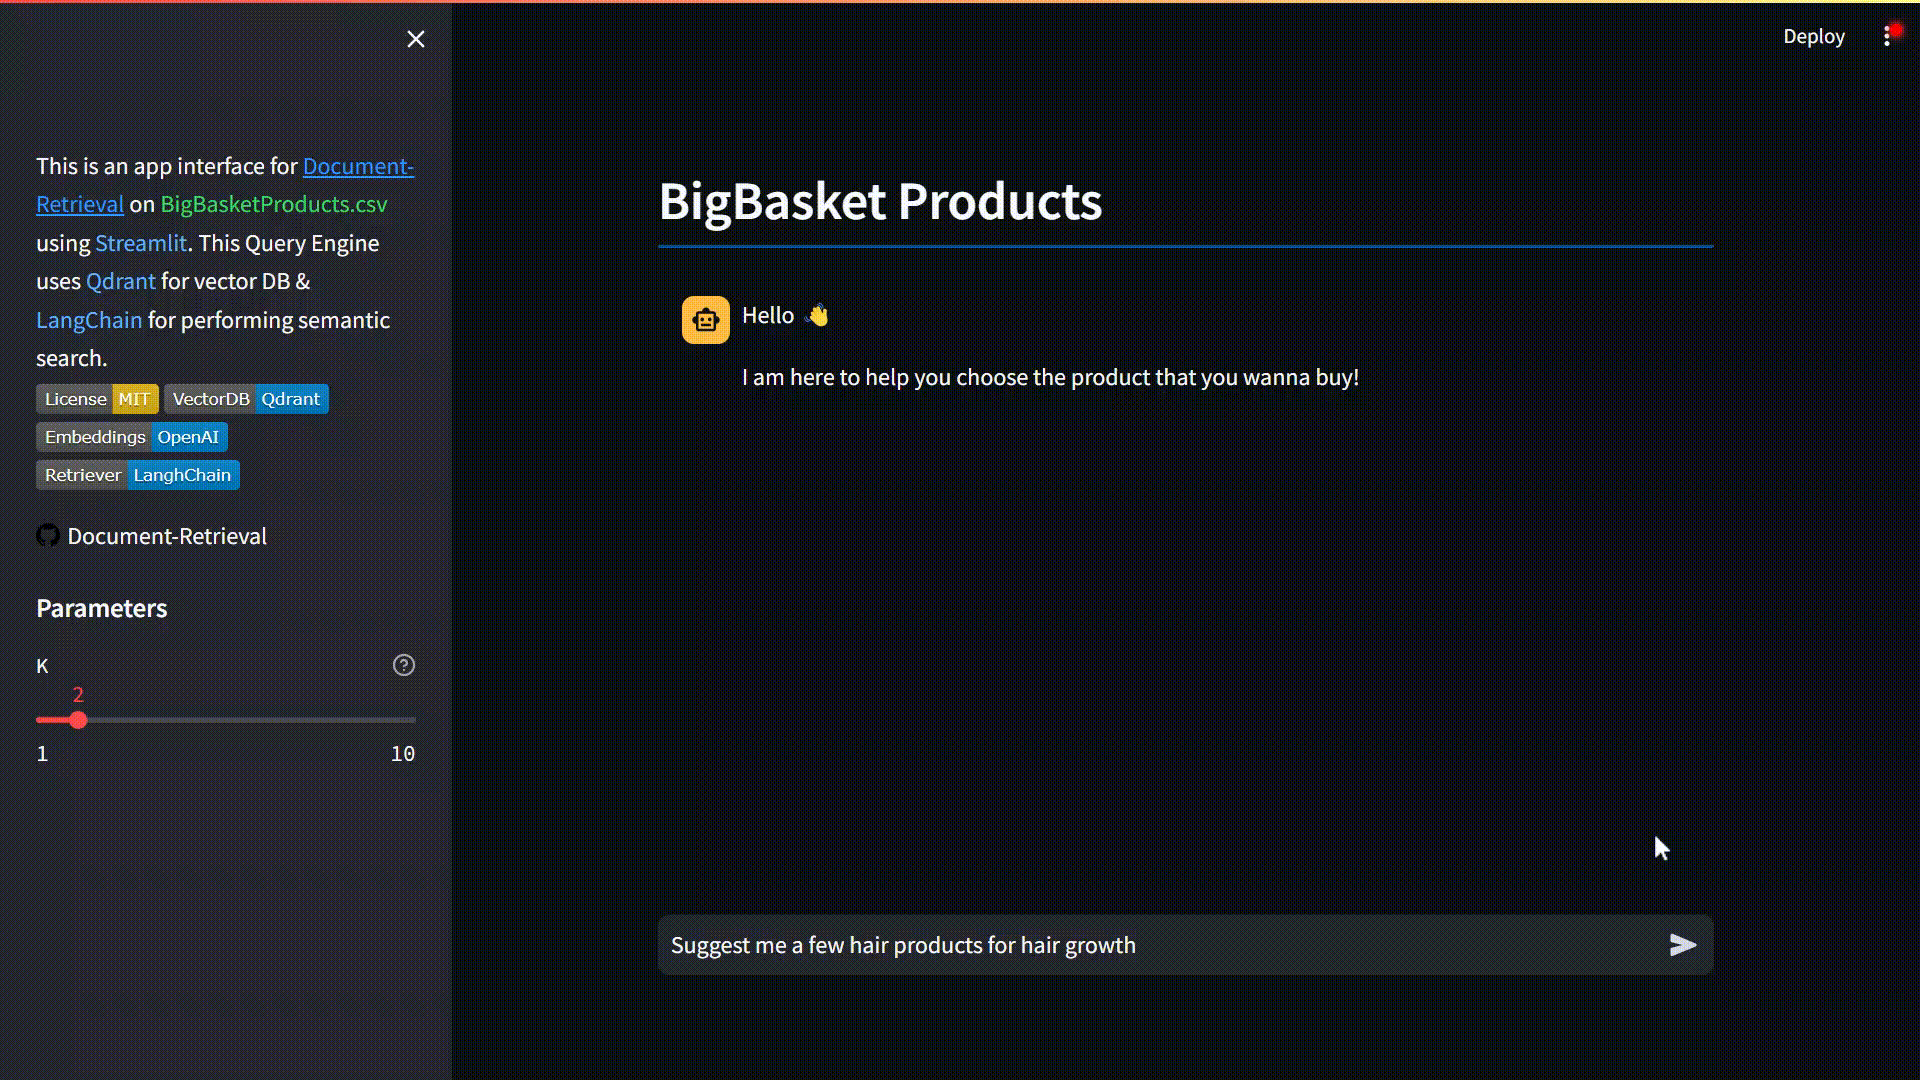 Deploy
This is an app interface for Document-
Retrieval on BigBasketProducts.csv
using Streamlit. This Query Engine
uses Qdrant for vector DB &
LangChain for performing semantic
search.
License MIT VectorDB Qdrant
Embeddings OpenAI
Retriever LanghChain
Document-Retrieval
Parameters
K
2
1 10
BigBasket Products
Hello 👋
I am here to help you choose the product that you wanna buy!
Suggest me a few hair products for hair growth